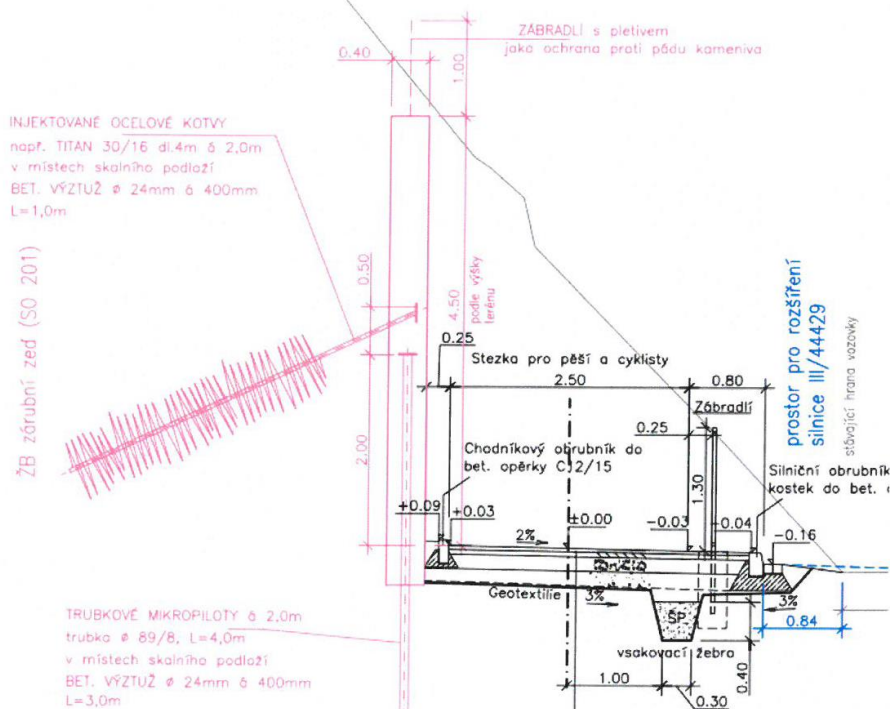 ZÁBRADLÍ s pletivem
jako ochrana proti pádu kameniva
0.40
1.00
INJEKTOVANÉ OCELOVÉ KOTVY
např. TITAN 30/16 dl.4m á 2,0m
v místech skalního podloží
BET. VÝZTUŽ ø 24mm á 400mm
L=1,0m
ŽB zárubní zeď (SO 201)
0.50
4.50
podle výšky
terénu
2.00
0.25
Stezka pro pěší a cyklisty
2.50
0.80
prostor pro rozšíření
silnice III/44429
stávající hrana vozovky
0.25
Zábradlí
1.30
Chodníkový obrubník do
bet. opěrky C12/15
Silniční obrubník
kostek do bet.
+0.09
+0.03
2%
±0.00
-0.03
-0.04
-0.16
Geotextilie
3%
ŠP
3%
0.84
vsakovací žebra
0.40
1.00
0.30
TRUBKOVÉ MIKROPILOTY á 2,0m
trubka ø 89/8, L=4,0m
v místech skalního podloží
BET. VÝZTUŽ ø 24mm á 400mm
L=3,0m